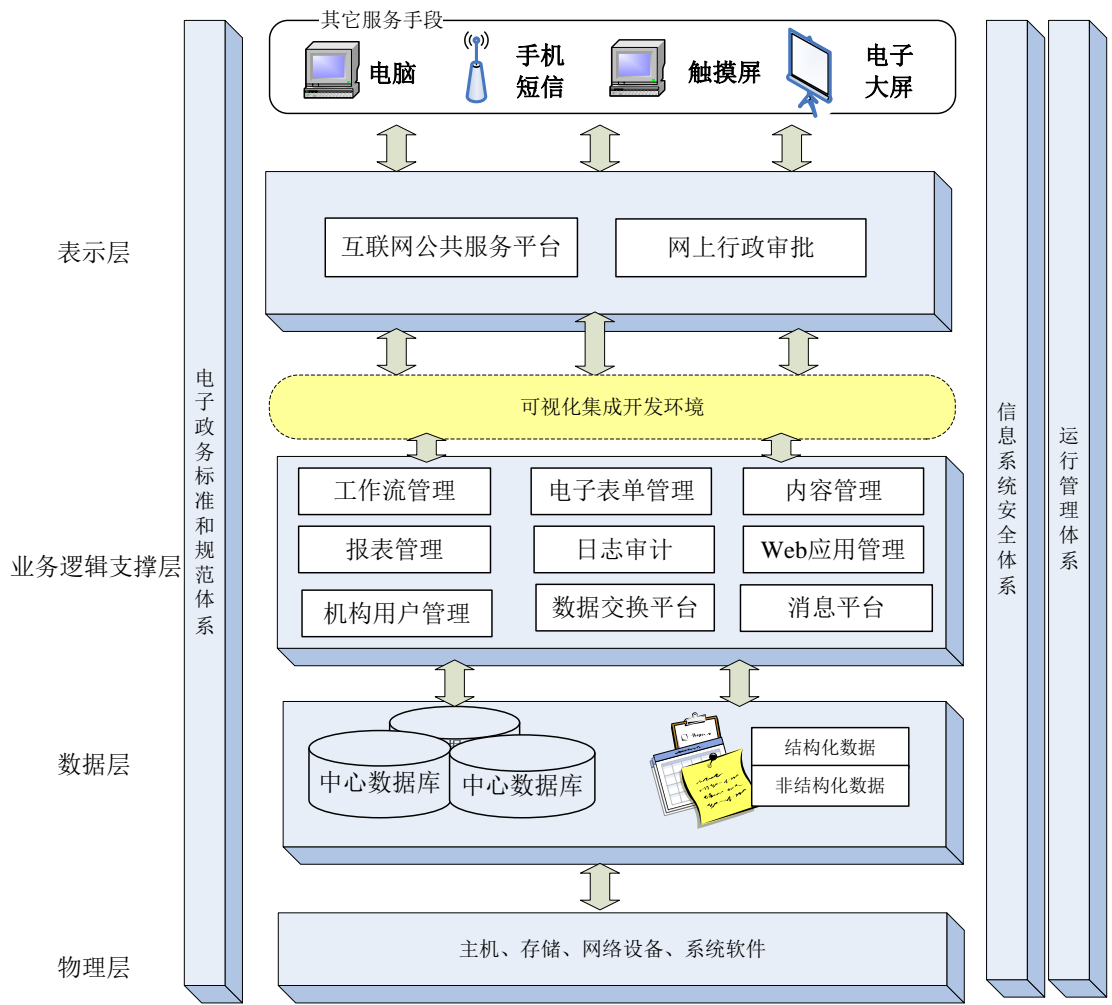 其它服务手段
电脑
手机
短信
触摸屏
电子
大屏
表示层
互联网公共服务平台
网上行政审批
可视化集成开发环境
业务逻辑支撑层
工作流管理
电子表单管理
内容管理
报表管理
日志审计
Web应用管理
机构用户管理
数据交换平台
消息平台
数据层
中心数据库
中心数据库
结构化数据
非结构化数据
物理层
主机、存储、网络设备、系统软件
电子政务标准和规范体系
信息系统安全体系
运行管理体系